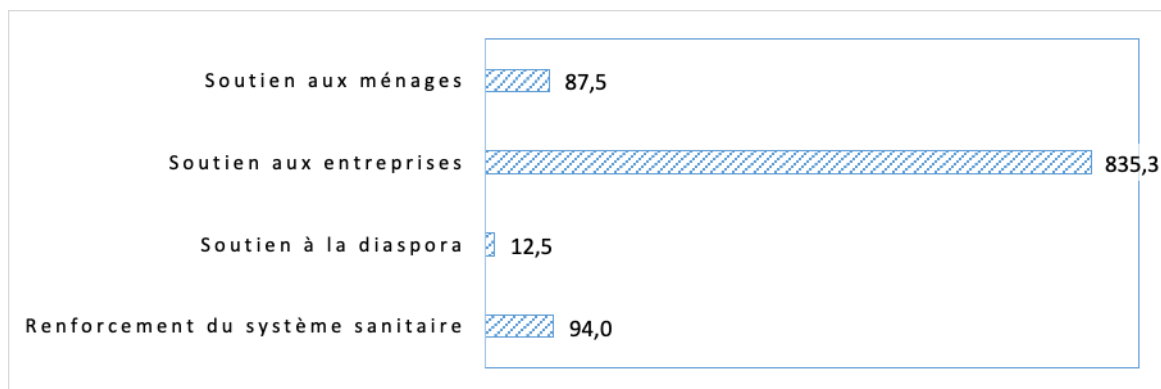 Soutien aux ménages 87,5
Soutien aux entreprises 835,3
Soutien à la diaspora 12,5
Renforcement du système sanitaire 94,0